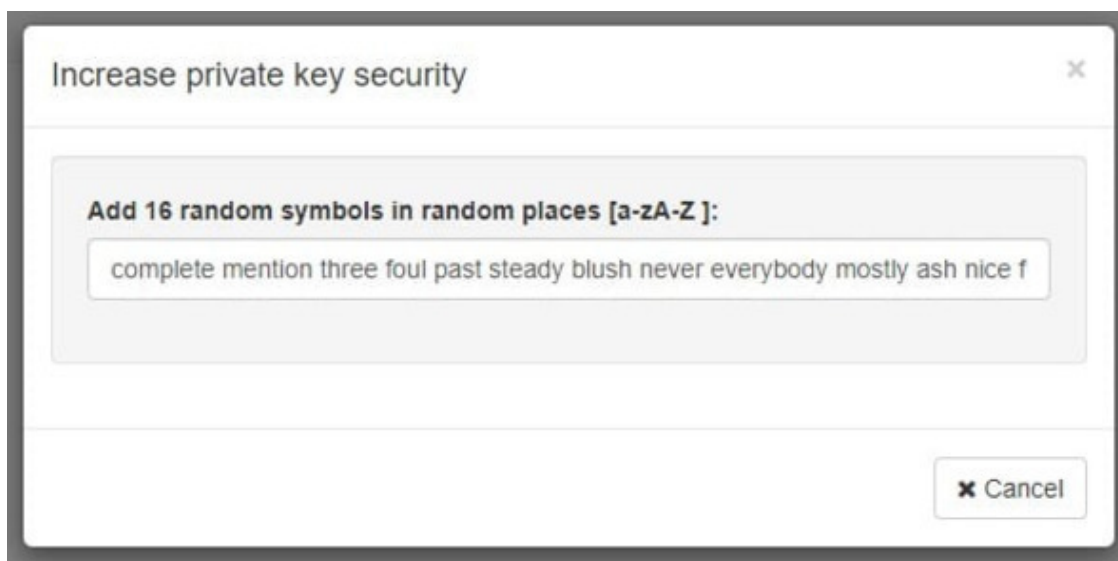 Increase private key security
×
Add 16 random symbols in random places [a-zA-Z ]:
complete mention three foul past steady blush never everybody mostly ash nice f
✖ Cancel